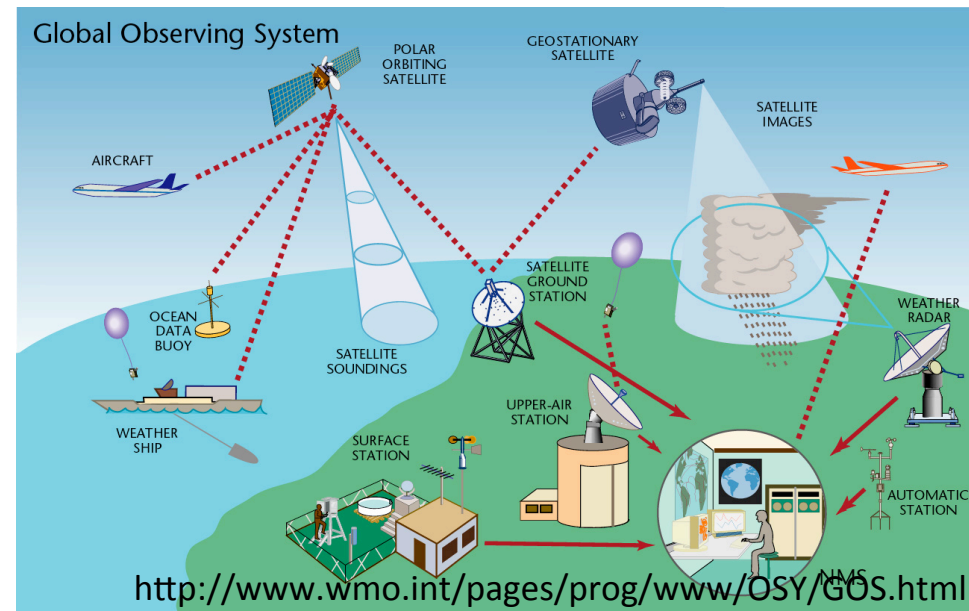 Global Observing System
POLAR
ORBITING
SATELLITE
GEOSTATIONARY
SATELLITE
SATELLITE
IMAGES
AIRCRAFT
OCEAN
DATA
BUOY
SATELLITE
SOUNDINGS
SATELLITE
GROUND
STATION
WEATHER
RADAR
WEATHER
SHIP
SURFACE
STATION
UPPER-AIR
STATION
AUTOMATIC
STATION
NMS
http://www.wmo.int/pages/prog/www/OSY/GOS.html